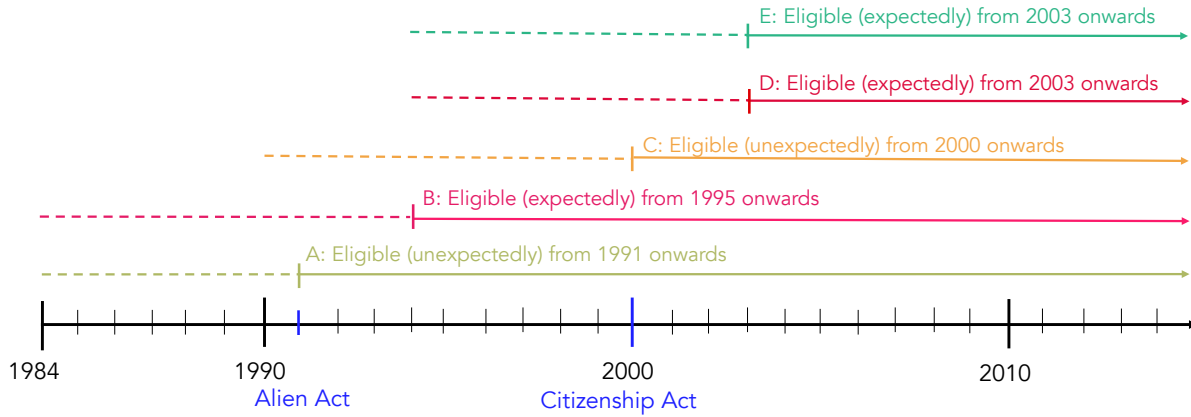 E: Eligible (expectedly) from 2003 onwards
D: Eligible (expectedly) from 2003 onwards
C: Eligible (unexpectedly) from 2000 onwards
B: Eligible (expectedly) from 1995 onwards
A: Eligible (unexpectedly) from 1991 onwards
1984 1990 2000 2010
Alien Act Citizenship Act